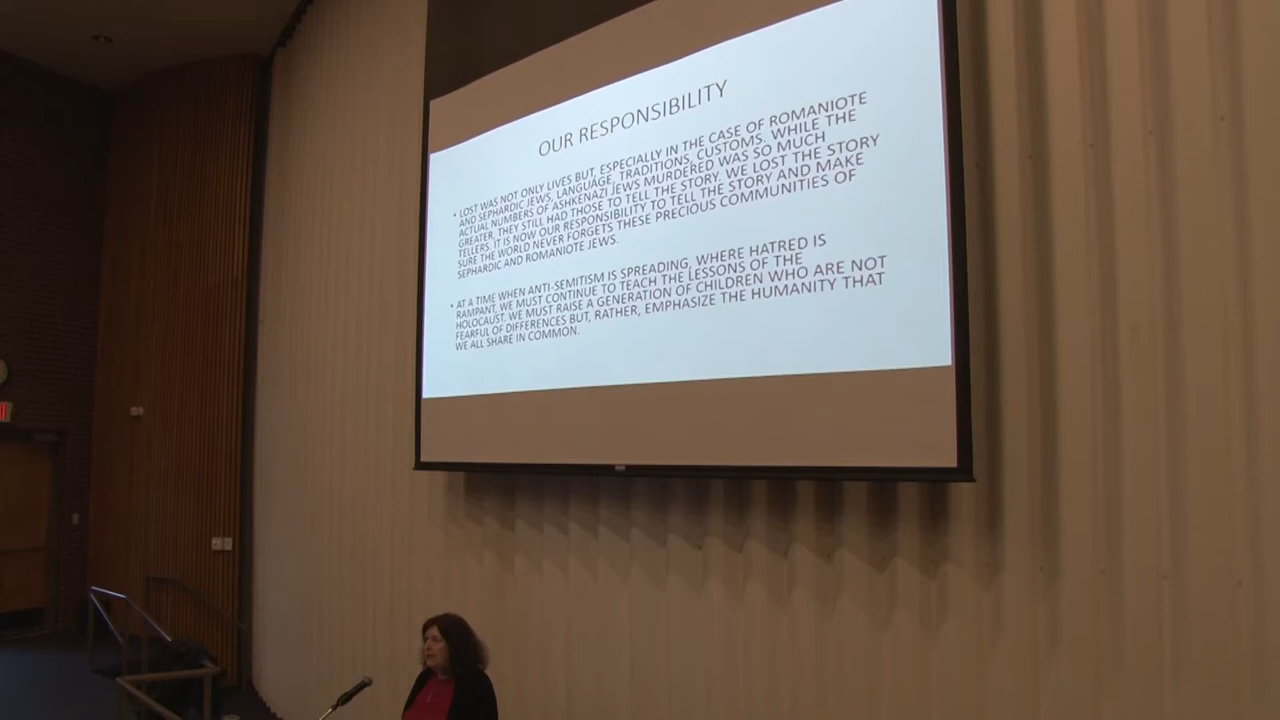 OUR RESPONSIBILITY
• LOST WAS NOT ONLY LIVES BUT, ESPECIALLY IN THE CASE OF ROMANIOTE
AND SEPHARDIC JEWS, LANGUAGE, TRADITIONS, CUSTOMS. WHILE THE
ACTUAL NUMBERS OF ASHKENAZI JEWS MURDERED WAS SO MUCH
GREATER, THEY STILL HAD THOSE TO TELL THE STORY. WE LOST THE STORY
TELLERS. IT IS NOW OUR RESPONSIBILITY TO TELL THE STORY AND MAKE
SURE THE WORLD NEVER FORGETS THESE PRECIOUS COMMUNITIES OF
SEPHARDIC AND ROMANIOTE JEWS.
• AT A TIME WHEN ANTI-SEMITISM IS SPREADING, WHERE HATRED IS
RAMPANT, WE MUST CONTINUE TO TEACH THE LESSONS OF THE
HOLOCAUST. WE MUST RAISE A GENERATION OF CHILDREN WHO ARE NOT
FEARFUL OF DIFFERENCES BUT, RATHER, EMPHASIZE THE HUMANITY THAT
WE ALL SHARE IN COMMON.